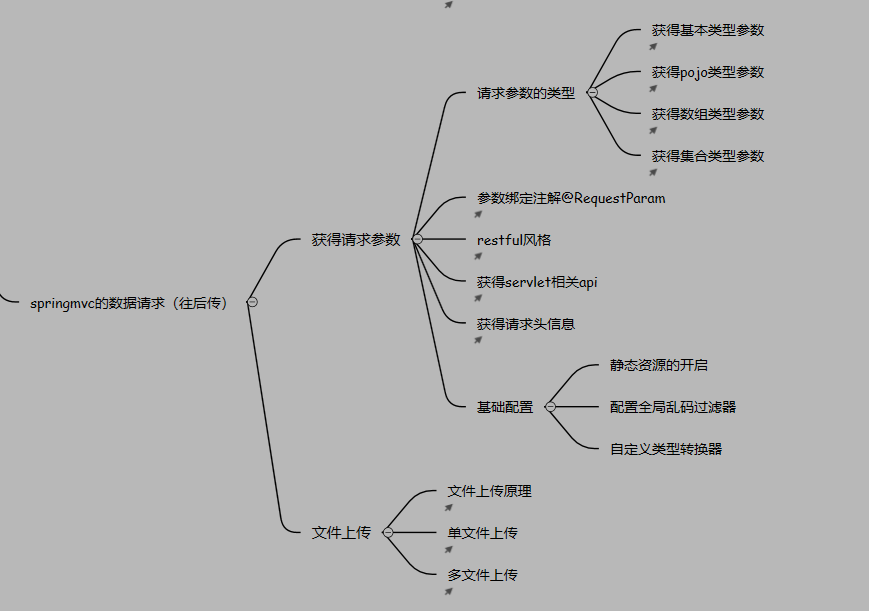 springmvc的数据请求（往后传）
获得请求参数
请求参数的类型
获得基本类型参数
获得pojo类型参数
获得数组类型参数
获得集合类型参数
参数绑定注解@RequestParam
restful风格
获得servlet相关api
获得请求头信息
基础配置
静态资源的开启
配置全局乱码过滤器
自定义类型转换器
文件上传
文件上传原理
单文件上传
多文件上传